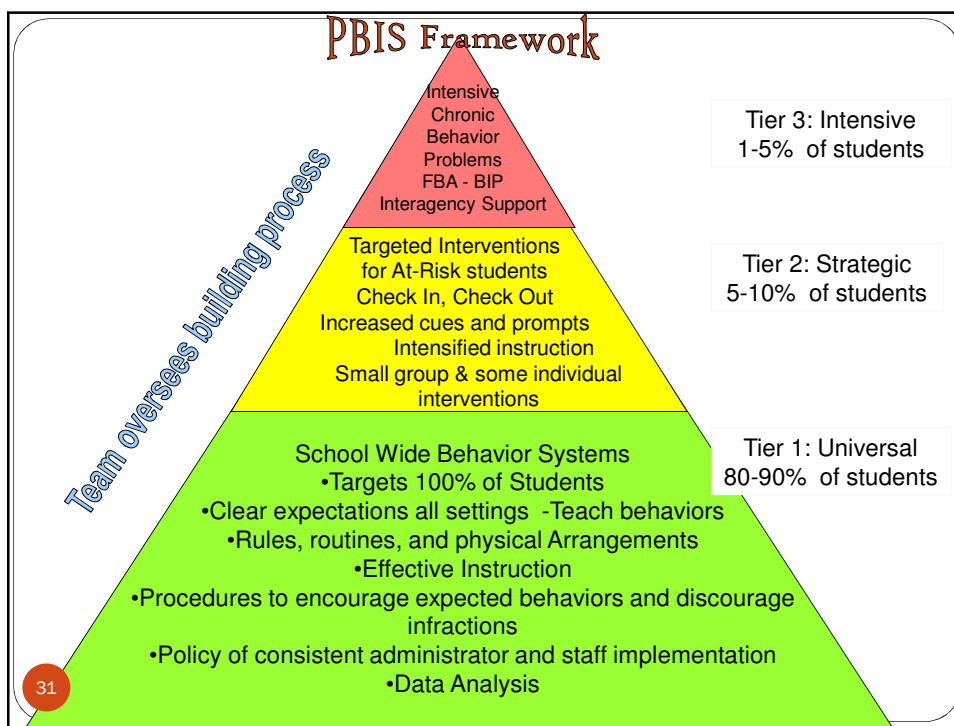 PBIS Framework
Intensive
Chronic
Behavior
Problems
FBA - BIP
Interagency Support
Tier 3: Intensive
1-5% of students
Team oversees building process
Targeted Interventions
for At-Risk students
Check In, Check Out
Increased cues and prompts
Intensified instruction
Small group & some individual
interventions
Tier 2: Strategic
5-10% of students
School Wide Behavior Systems
•Targets 100% of Students
•Clear expectations all settings -Teach behaviors
•Rules, routines, and physical Arrangements
•Effective Instruction
•Procedures to encourage expected behaviors and discourage
infractions
•Policy of consistent administrator and staff implementation
•Data Analysis
Tier 1: Universal
80-90% of students
31